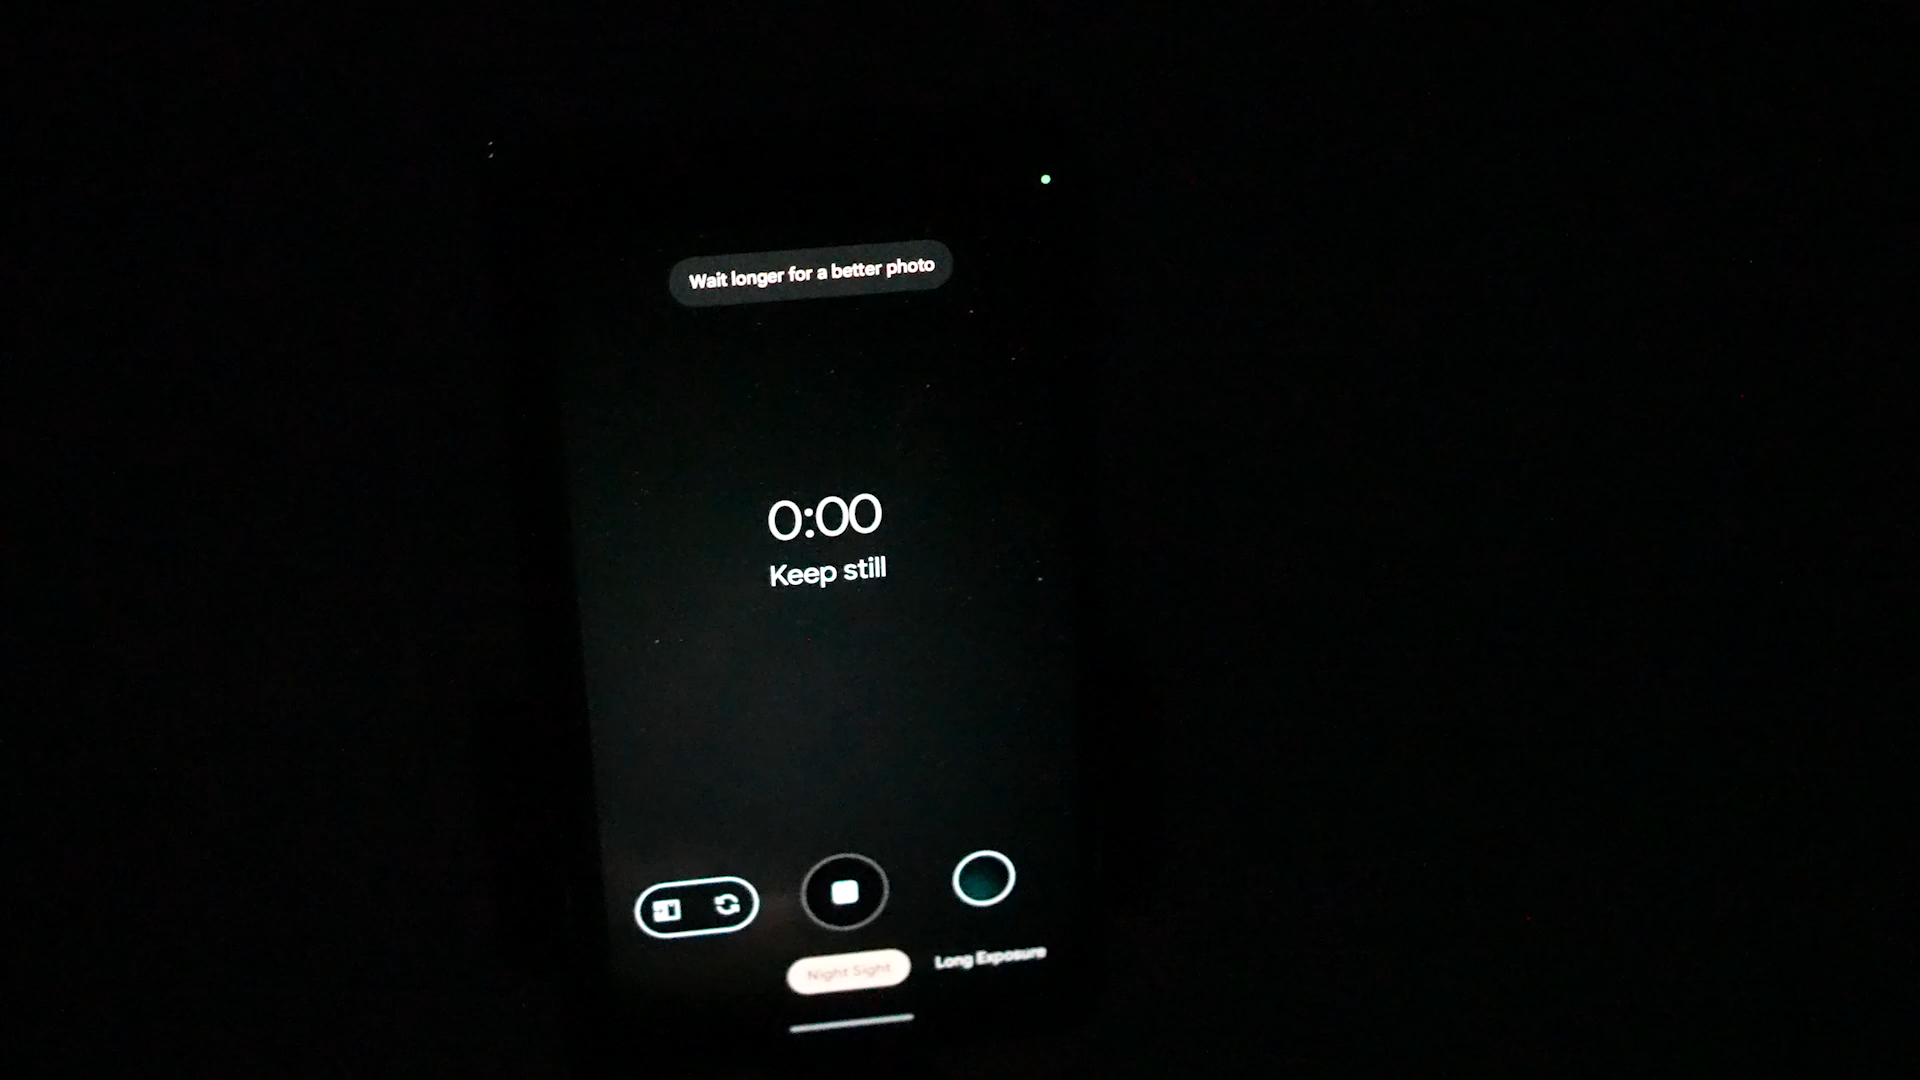 Wait longer for a better photo
0:00
Keep still
Night Sight
Long Exposure